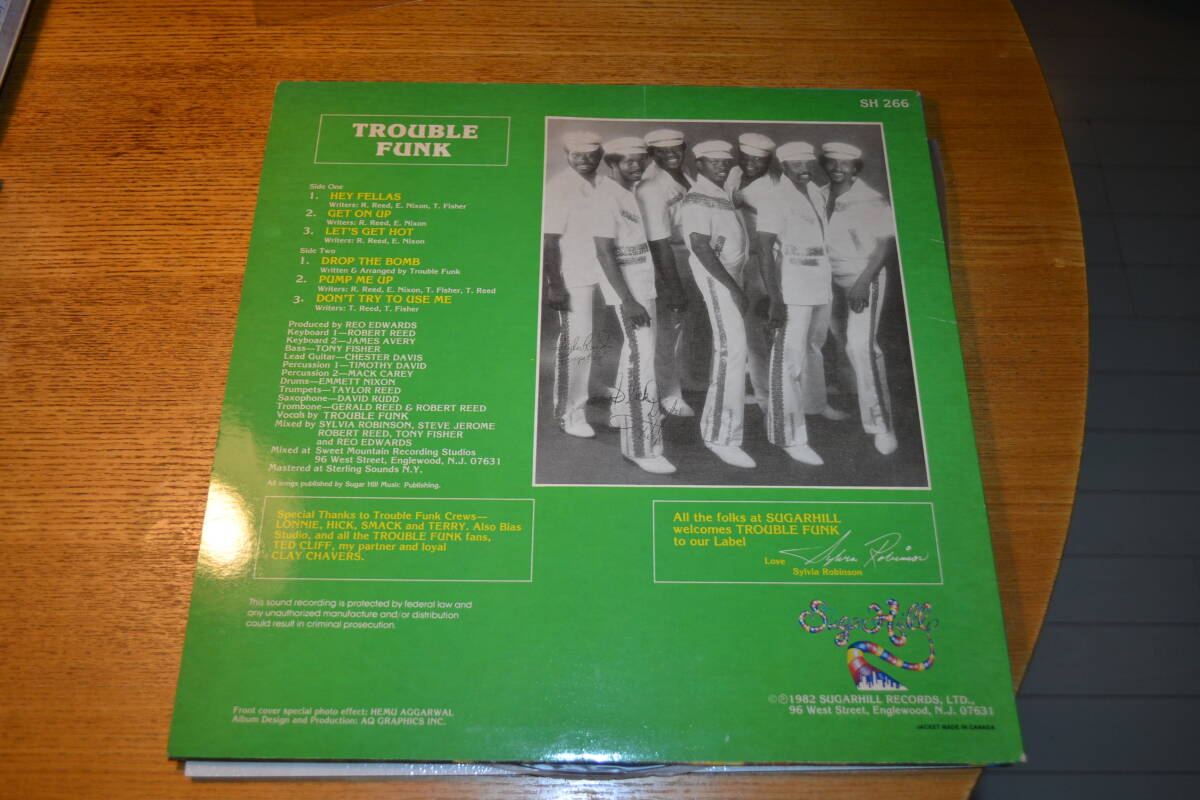 SH 266
TROUBLE
FUNK
Side One
1. HEY FELLAS
Writers: R. Reed, E. Nixon, T. Fisher
2. GET ON UP
Writers: R. Reed, E. Nixon
3. LET'S GET HOT
Writers: R. Reed, E. Nixon
Side Two
1. DROP THE BOMB
Written & Arranged by Trouble Funk
2. PUMP ME UP
Writers: R. Reed, E. Nixon, T. Fisher, T. Reed
3. DON'T TRY TO USE ME
Writers: T. Reed, T. Fisher
Produced by REO EDWARDS
Keyboard 1—ROBERT REED
Keyboard 2—JAMES AVERY
Bass—TONY FISHER
Lead Guitar—CHESTER DAVIS
Percussion 1—TIMOTHY DAVID
Percussion 2—MACK CAREY
Drums—EMMETT NIXON
Trumpets—TAYLOR REED
Saxophone—DAVID RUDD
Trombone—GERALD REED & ROBERT REED
Vocals by TROUBLE FUNK
Mixed by SYLVIA ROBINSON, STEVE JEROME
ROBERT REED, TONY FISHER
and REO EDWARDS
Mixed at Sweet Mountain Recording Studios
96 West Street, Englewood, N.J. 07631
Mastered at Sterling Sounds N.Y.
All songs published by Sugar Hill Music Publishing.
Special Thanks to Trouble Funk Crews—
LONNIE, HICK, SMACK and TERRY. Also Bias
Studio, and all the TROUBLE FUNK fans,
TED CLIFF, my partner and loyal
CLAY CHAVERS.
All the folks at SUGARHILL
welcomes TROUBLE FUNK
to our Label
Love Sylvia Robinson
Sylvia Robinson
This sound recording is protected by federal law and
any unauthorized manufacture and/or distribution
could result in criminal prosecution.
Sugar Hill
©℗1982 SUGARHILL RECORDS, LTD.,
96 West Street, Englewood, N.J. 07631
JACKET MADE IN CANADA
Front cover special photo effect: HEMU AGGARWAL
Album Design and Production: AQ GRAPHICS INC.